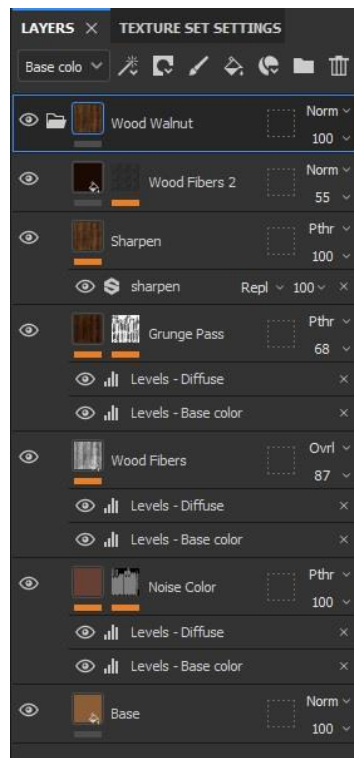 LAYERS × TEXTURE SET SETTINGS
Base colo
Wood Walnut Norm
100
Wood Fibers 2 Norm
55
Sharpen Pthr
100
sharpen Repl 100 ×
Grunge Pass Pthr
68
Levels - Diffuse ×
Levels - Base color ×
Wood Fibers Ovrl
87
Levels - Diffuse ×
Levels - Base color ×
Noise Color Pthr
100
Levels - Diffuse ×
Levels - Base color ×
Base Norm
100